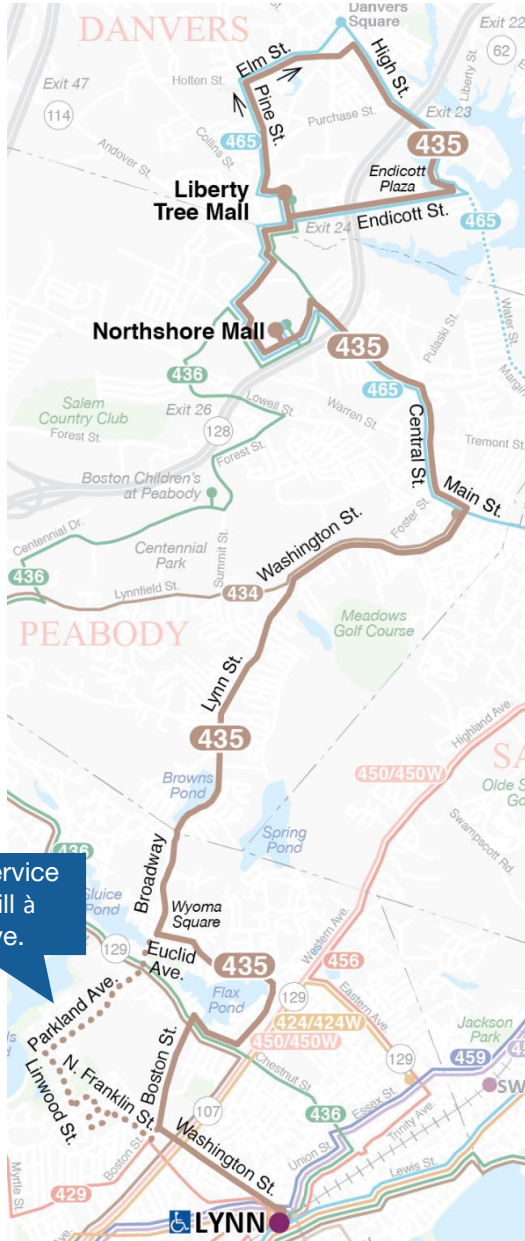 Danvers
Square
DANVERS
Exit 22
Elm St.
High St.
62
Liberty St.
Exit 47
Holten St.
Pine St.
114
Purchase St.
Collins St.
Exit 23
Andover St.
465
435
Endicott
Plaza
Liberty
Tree Mall
Endicott St.
Exit 24
465
Water St.
Northshore Mall
435
Pulaski St.
436
465
Margin
Lowell St.
Warren St.
Central St.
Salem
Country Club
Exit 26
Forest St.
128
Forest St.
Tremont St.
Main St.
Boston Children's
at Peabody
Foster St.
Washington St.
Centennial Dr.
Centennial
Park
Summit St.
436
Lynnfield St.
434
PEABODY
Meadows
Golf Course
Lynn St.
Highland Ave.
435
SA
450/450W
Browns
Pond
Olde S
Go
Spring
Pond
Swampscott Rd.
436
ervice
ill à
ve.
Sluice
Pond
Broadway
Wyoma
Square
Western Ave.
129
Euclid
Ave.
435
456
Flax
Pond
129
Eastern Ave.
Parkland Ave.
424/424W
450/450W
Jackson
Park
Boston St.
Chestnut St.
129
459
Linwood St.
N. Franklin St.
107
436
Essex St.
SW
Trinity Ave.
Boston St.
Washington St.
Union St.
Lewis St.
429
Myrtle St.
LYNN